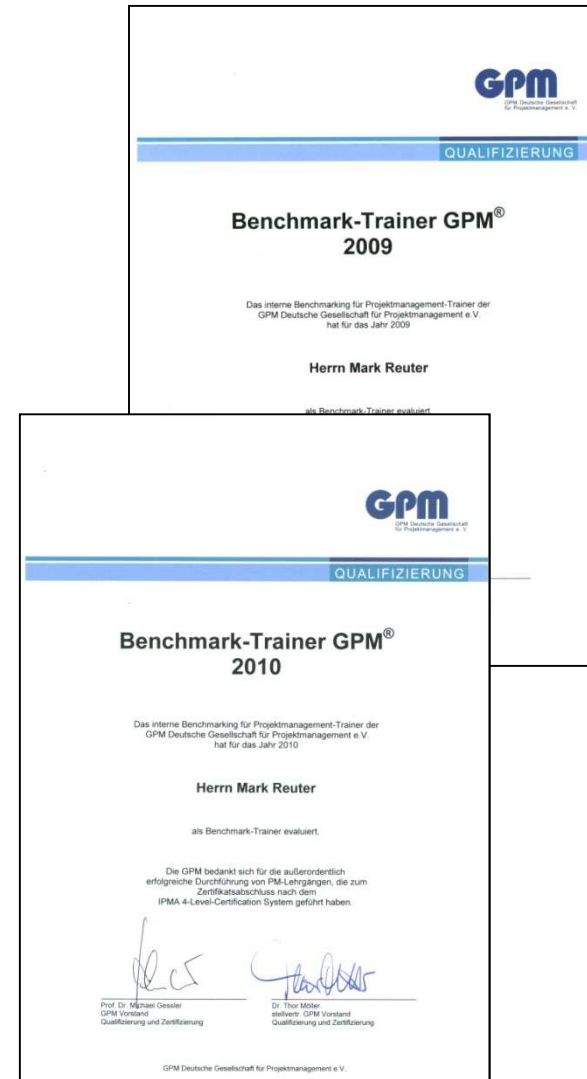 GPM
GPM Deutsche Gesellschaft
für Projektmanagement e. V.
QUALIFIZIERUNG
Benchmark-Trainer GPM®
2009
Das interne Benchmarking für Projektmanagement-Trainer der
GPM Deutsche Gesellschaft für Projektmanagement e.V.
hat für das Jahr 2009
Herrn Mark Reuter
als Benchmark-Trainer evaluiert.
GPM
GPM Deutsche Gesellschaft
für Projektmanagement e. V.
QUALIFIZIERUNG
Benchmark-Trainer GPM®
2010
Das interne Benchmarking für Projektmanagement-Trainer der
GPM Deutsche Gesellschaft für Projektmanagement e.V.
hat für das Jahr 2010
Herrn Mark Reuter
als Benchmark-Trainer evaluiert.
Die GPM bedankt sich für die außerordentlich
erfolgreiche Durchführung von PM-Lehrgängen, die zum
Zertifikatsabschluss nach dem
IPMA 4-Level-Certification System geführt haben.
Prof. Dr. Michael Gessler
GPM Vorstand
Qualifizierung und Zertifizierung
Dr. Thor Möller
stellvertr. GPM Vorstand
Qualifizierung und Zertifizierung
GPM Deutsche Gesellschaft für Projektmanagement e.V.